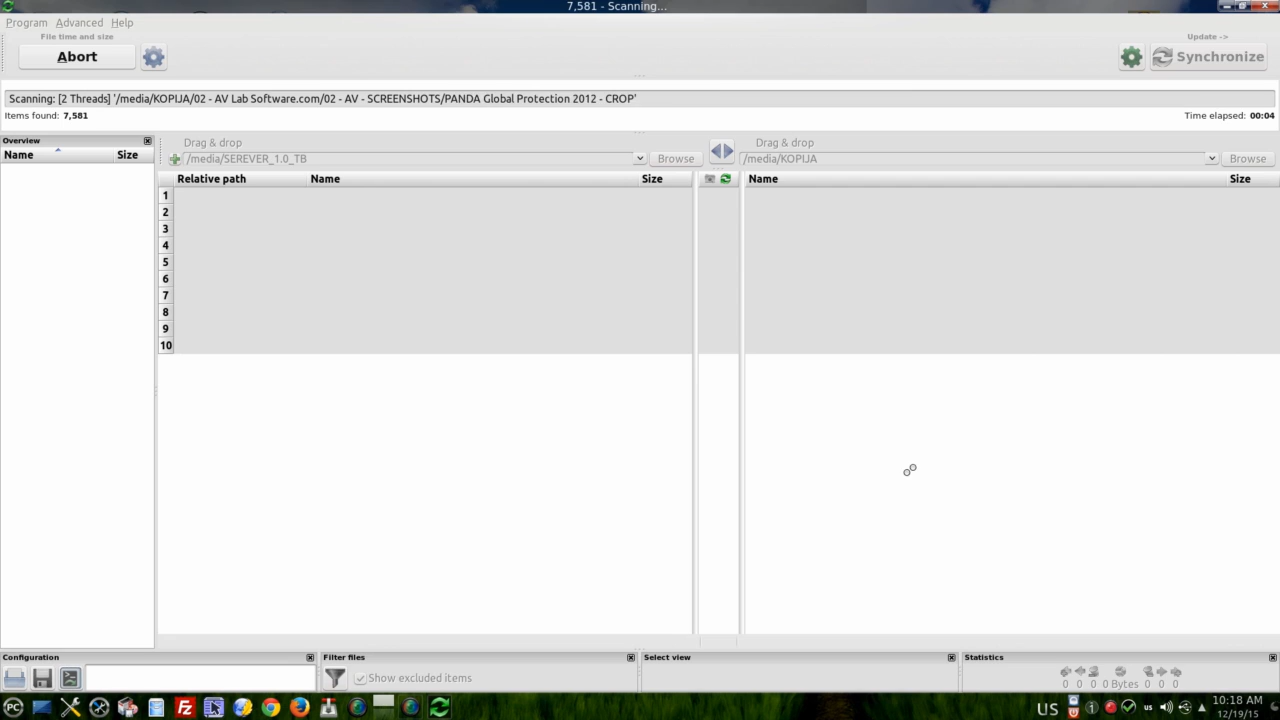 7,581 - Scanning...
Program Advanced Help
File time and size
Update ->
Abort
Synchronize
Scanning: [2 Threads] '/media/KOPIJA/02 - AV Lab Software.com/02 - AV - SCREENSHOTS/PANDA Global Protection 2012 - CROP'
Items found: 7,581
Time elapsed: 00:04
Overview
Name Size
Drag & drop
/media/SEREVER_1.0_TB
Browse
Drag & drop
/media/KOPIJA
Browse
Relative path Name Size
Name Size
1
2
3
4
5
6
7
8
9
10
Configuration
Filter files
Show excluded items
Select view
Statistics
0 0 0 0 Bytes 0 0 0
PC
FZ
US
us
10:18 AM
12/19/15